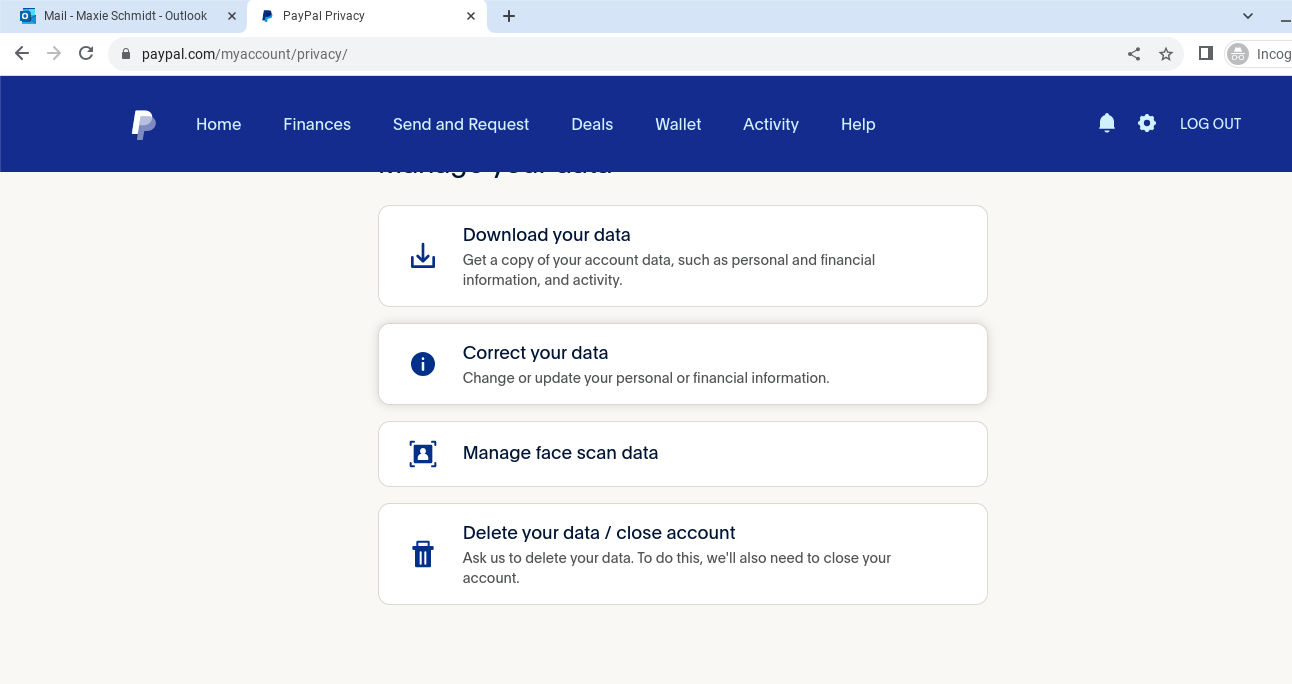 Mail - Maxie Schmidt - Outlook
PayPal Privacy
paypal.com/myaccount/privacy/
Incog
Home
Finances
Send and Request
Deals
Wallet
Activity
Help
LOG OUT
Manage your data
Download your data
Get a copy of your account data, such as personal and financial
information, and activity.
Correct your data
Change or update your personal or financial information.
Manage face scan data
Delete your data / close account
Ask us to delete your data. To do this, we'll also need to close your
account.